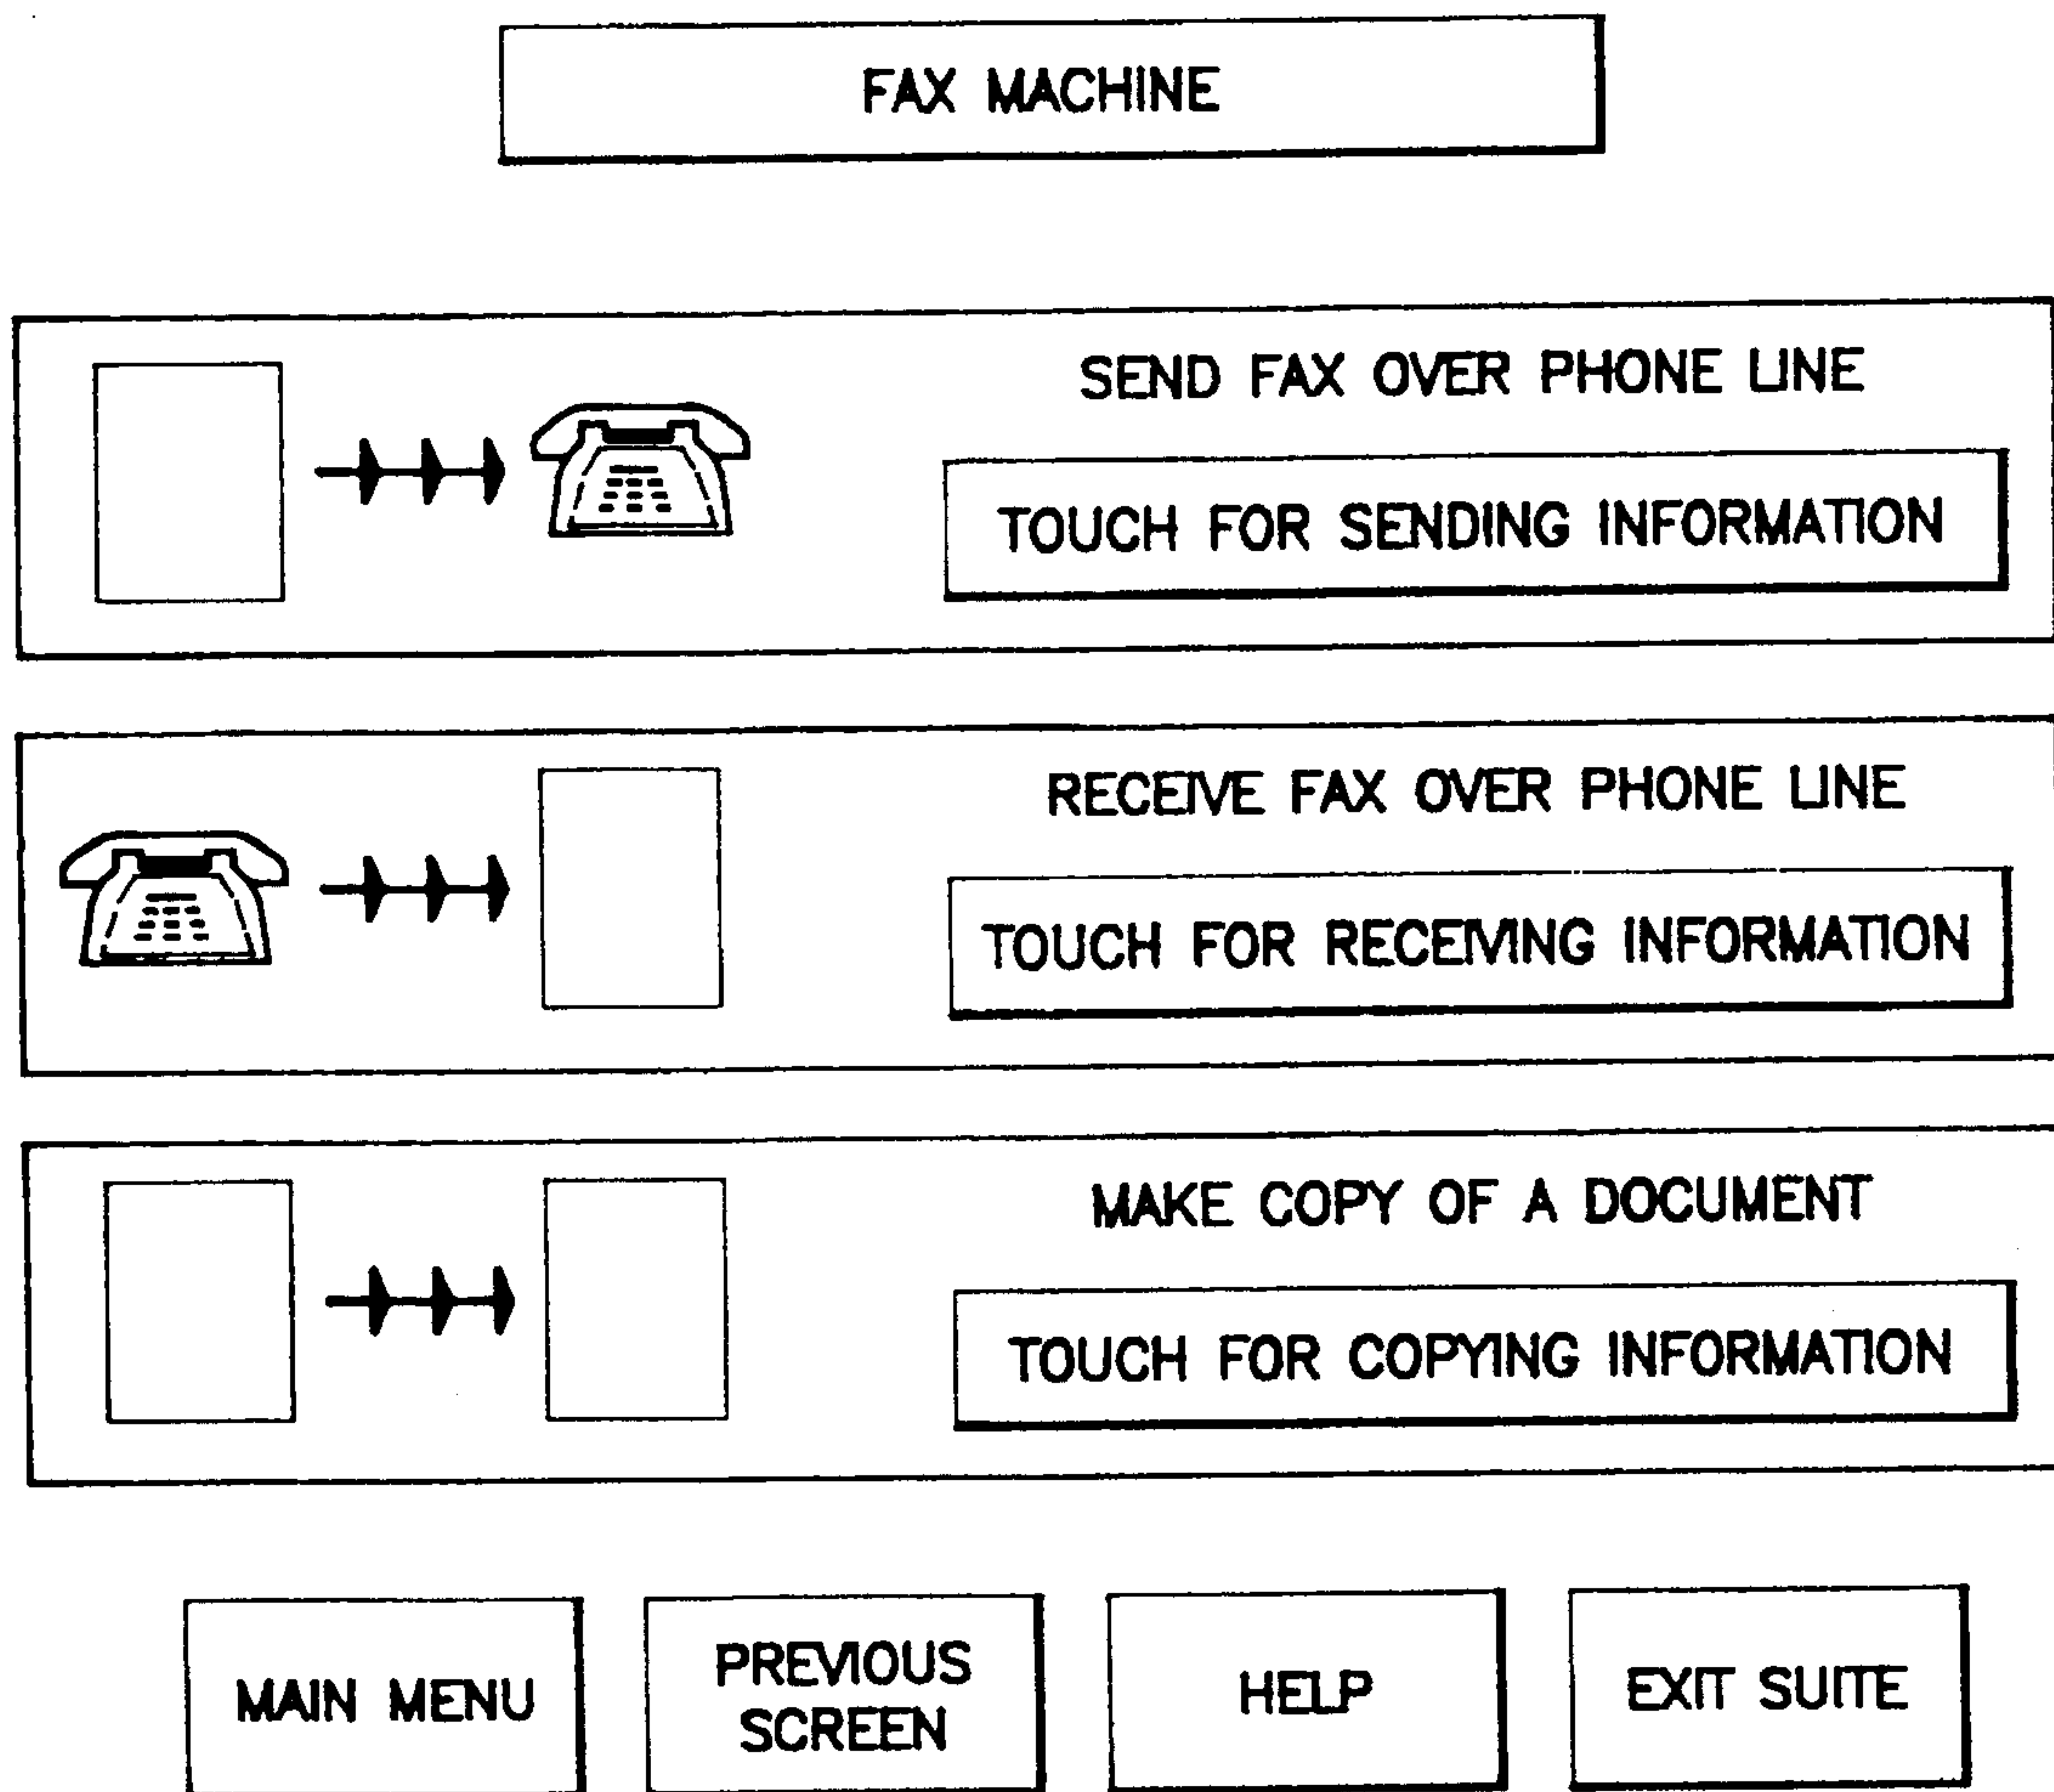 FAX MACHINE
SEND FAX OVER PHONE LINE
TOUCH FOR SENDING INFORMATION
RECEIVE FAX OVER PHONE LINE
TOUCH FOR RECEIVING INFORMATION
MAKE COPY OF A DOCUMENT
TOUCH FOR COPYING INFORMATION
MAIN MENU
PREVIOUS
SCREEN
HELP
EXIT SUITE